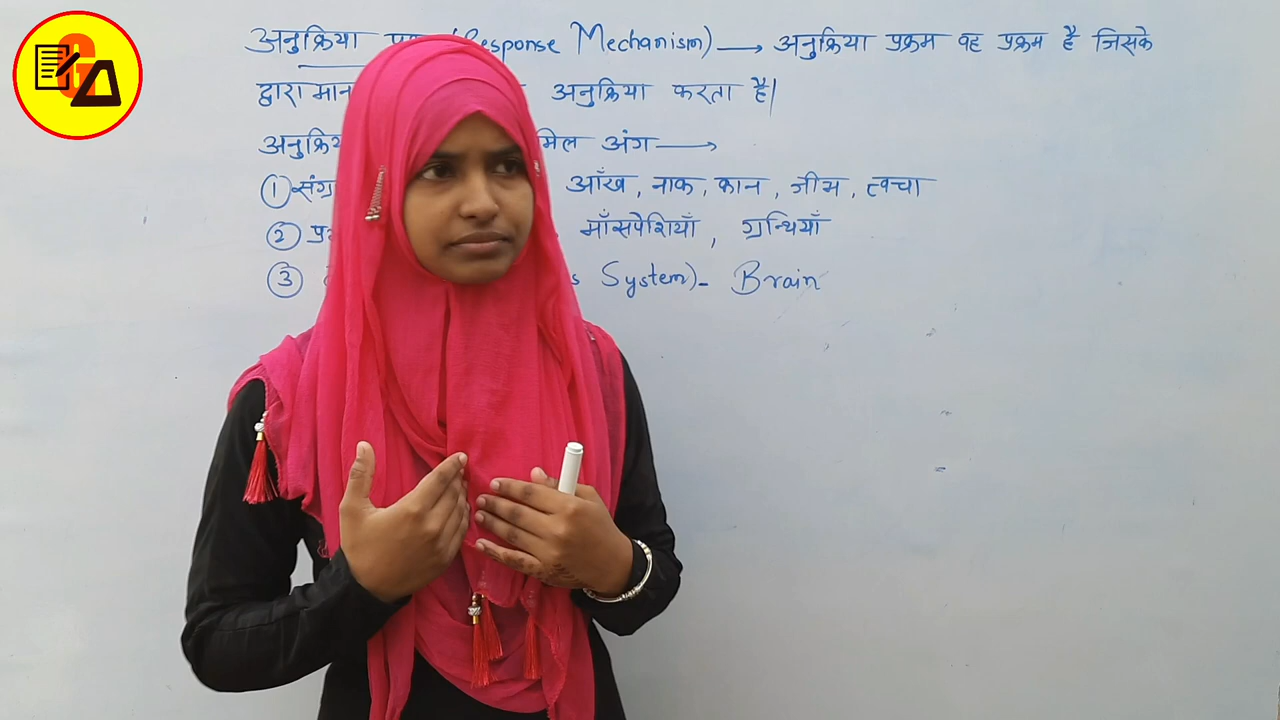 अनुक्रिया Response Mechanism) → अनुक्रिया प्रक्रम वह प्रक्रम है जिसके
द्वारा अनुक्रिया करता है|
अंग →
① आँख, नाक, कान, जीभ, त्वचा
② माँसपेशियाँ, ग्रन्थियाँ
③ System)- Brain